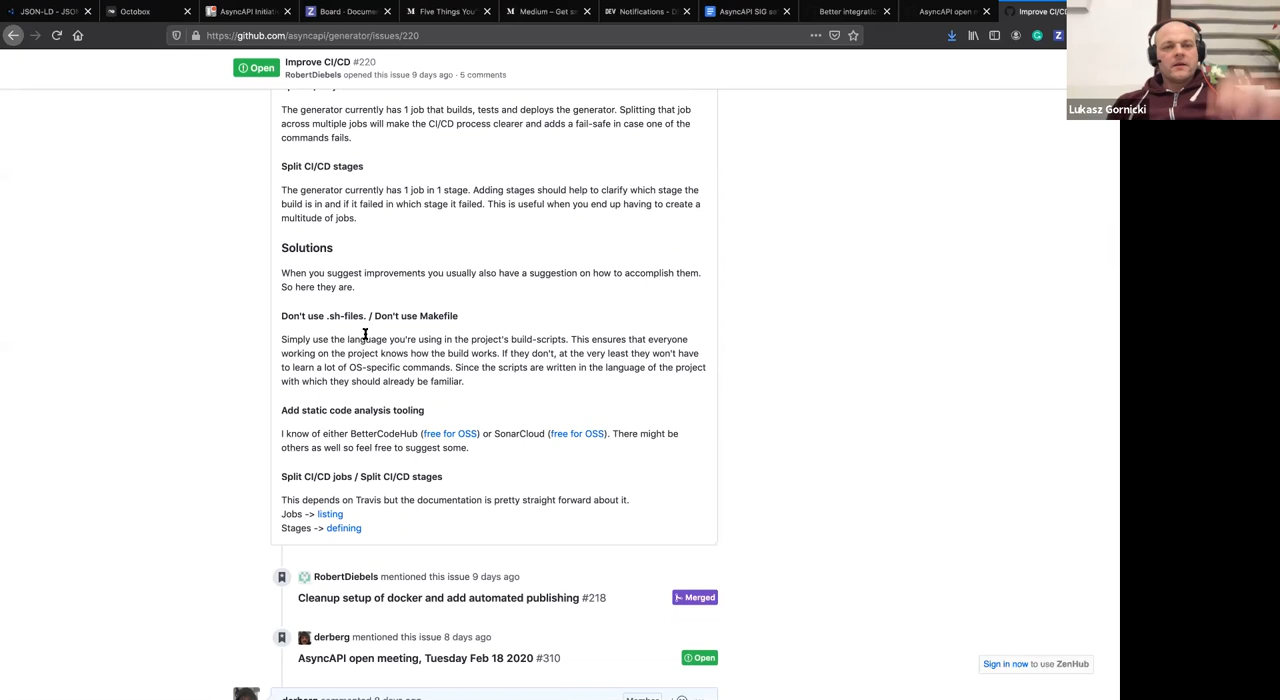 JSON-LD - JSO
Octobox
AsyncAPI Initiati
Board · Docume
Five Things You
Medium – Get s
DEV Notifications - D
AsyncAPI SIG se
Better integratio
AsyncAPI open m
Improve CI/CD
https://github.com/asyncapi/generator/issues/220
Open
Improve CI/CD #220
RobertDiebels opened this issue 9 days ago · 5 comments
Lukasz Gornicki
The generator currently has 1 job that builds, tests and deploys the generator. Splitting that job
across multiple jobs will make the CI/CD process clearer and adds a fail-safe in case one of the
commands fails.
Split CI/CD stages
The generator currently has 1 job in 1 stage. Adding stages should help to clarify which stage the
build is in and if it failed in which stage it failed. This is useful when you end up having to create a
multitude of jobs.
Solutions
When you suggest improvements you usually also have a suggestion on how to accomplish them.
So here they are.
Don't use .sh-files. / Don't use Makefile
Simply use the language you're using in the project's build-scripts. This ensures that everyone
working on the project knows how the build works. If they don't, at the very least they won't have
to learn a lot of OS-specific commands. Since the scripts are written in the language of the project
with which they should already be familiar.
Add static code analysis tooling
I know of either BetterCodeHub (free for OSS) or SonarCloud (free for OSS). There might be
others as well so feel free to suggest some.
Split CI/CD jobs / Split CI/CD stages
This depends on Travis but the documentation is pretty straight forward about it.
Jobs -> listing
Stages -> defining
RobertDiebels mentioned this issue 9 days ago
Cleanup setup of docker and add automated publishing #218
Merged
derberg mentioned this issue 8 days ago
AsyncAPI open meeting, Tuesday Feb 18 2020 #310
Open
Sign in now to use ZenHub
derberg commented 8 days ago
Member